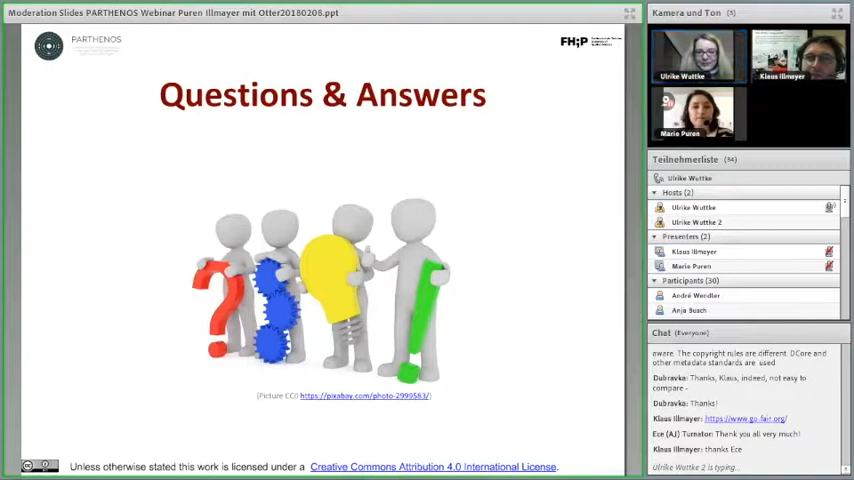 Moderation Slides PARTHENOS Webinar Puren Illmayer mit Otter20180208.ppt
PARTHENOS
FH;P
Questions & Answers
(Picture CC0 https://pixabay.com/photo-2999583/)
Unless otherwise stated this work is licensed under a Creative Commons Attribution 4.0 International License.
Kamera und Ton (3)
Ulrike Wuttke
Klaus Illmayer
Marie Puren
Teilnehmerliste (34)
Ulrike Wuttke
Hosts (2)
Ulrike Wuttke
Ulrike Wuttke 2
Presenters (2)
Klaus Illmayer
Marie Puren
Participants (30)
André Wendler
Anja Busch
Chat (Everyone)
aware. The copyright rules are different. DCore and
other metadata standards are used
Dubravka: Thanks, Klaus, indeed, not easy to
compare -
Dubravka: Thanks!
Klaus Illmayer: https://www.go-fair.org/
Ece (AJ) Turnator: Thank you all very much!
Klaus Illmayer: thanks Ece
Ulrike Wuttke 2 is typing...